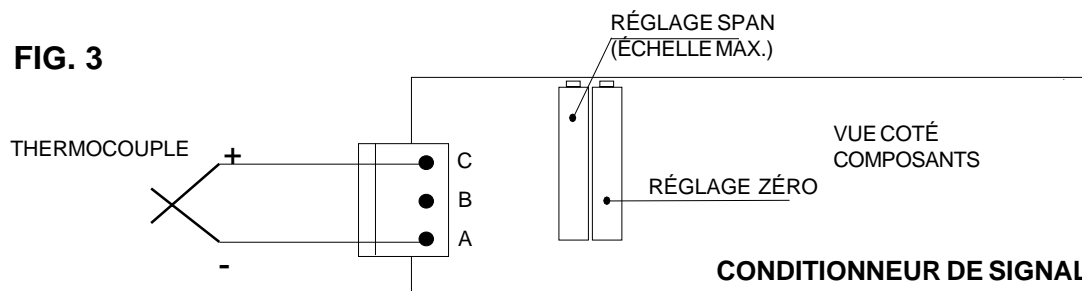 RÉGLAGE SPAN
(ÉCHELLE MAX.)
FIG. 3
THERMOCOUPLE
+
C
VUE COTÉ
COMPOSANTS
B
RÉGLAGE ZÉRO
A
-
CONDITIONNEUR DE SIGNAL